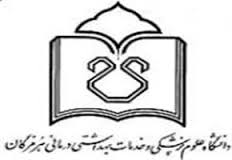 دانشگاه علوم پزشکی و خدمات بهداشتی درمانی هرمزگان